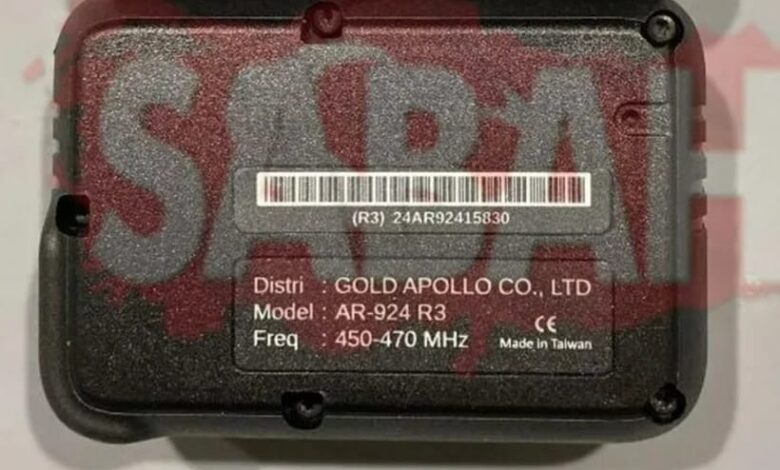 SABAH
(R3) 24AR92415830
Distri : GOLD APOLLO CO., LTD
Model : AR-924 R3
Freq : 450-470 MHz
CE
Made in Taiwan